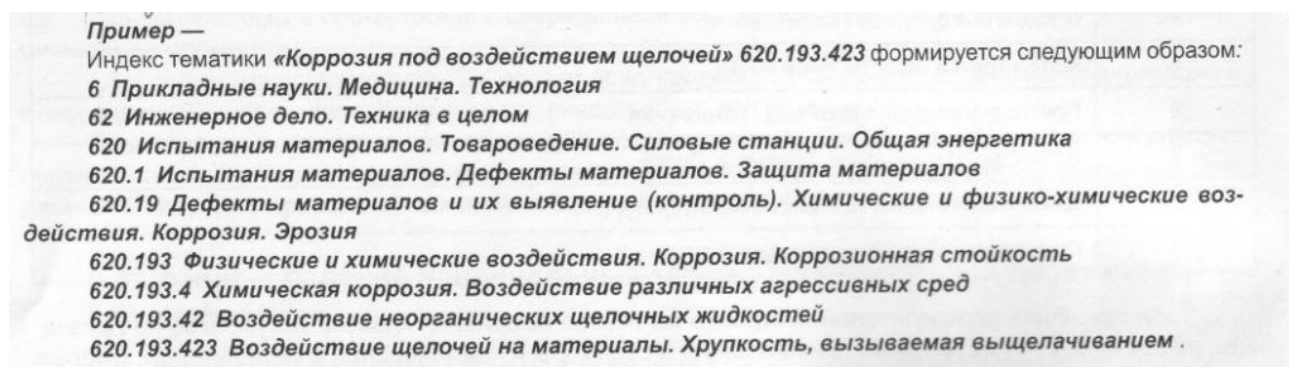 Пример —
Индекс тематики «Коррозия под воздействием щелочей» 620.193.423 формируется следующим образом:
6 Прикладные науки. Медицина. Технология
62 Инженерное дело. Техника в целом
620 Испытания материалов. Товароведение. Силовые станции. Общая энергетика
620.1 Испытания материалов. Дефекты материалов. Защита материалов
620.19 Дефекты материалов и их выявление (контроль). Химические и физико-химические воз-
действия. Коррозия. Эрозия
620.193 Физические и химические воздействия. Коррозия. Коррозионная стойкость
620.193.4 Химическая коррозия. Воздействие различных агрессивных сред
620.193.42 Воздействие неорганических щелочных жидкостей
620.193.423 Воздействие щелочей на материалы. Хрупкость, вызываемая выщелачиванием .